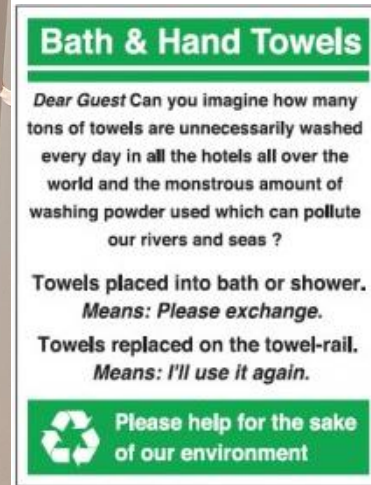 Bath & Hand Towels
Dear Guest Can you imagine how many
tons of towels are unnecessarily washed
every day in all the hotels all over the
world and the monstrous amount of
washing powder used which can pollute
our rivers and seas ?
Towels placed into bath or shower.
Means: Please exchange.
Towels replaced on the towel-rail.
Means: I'll use it again.
Please help for the sake
of our environment